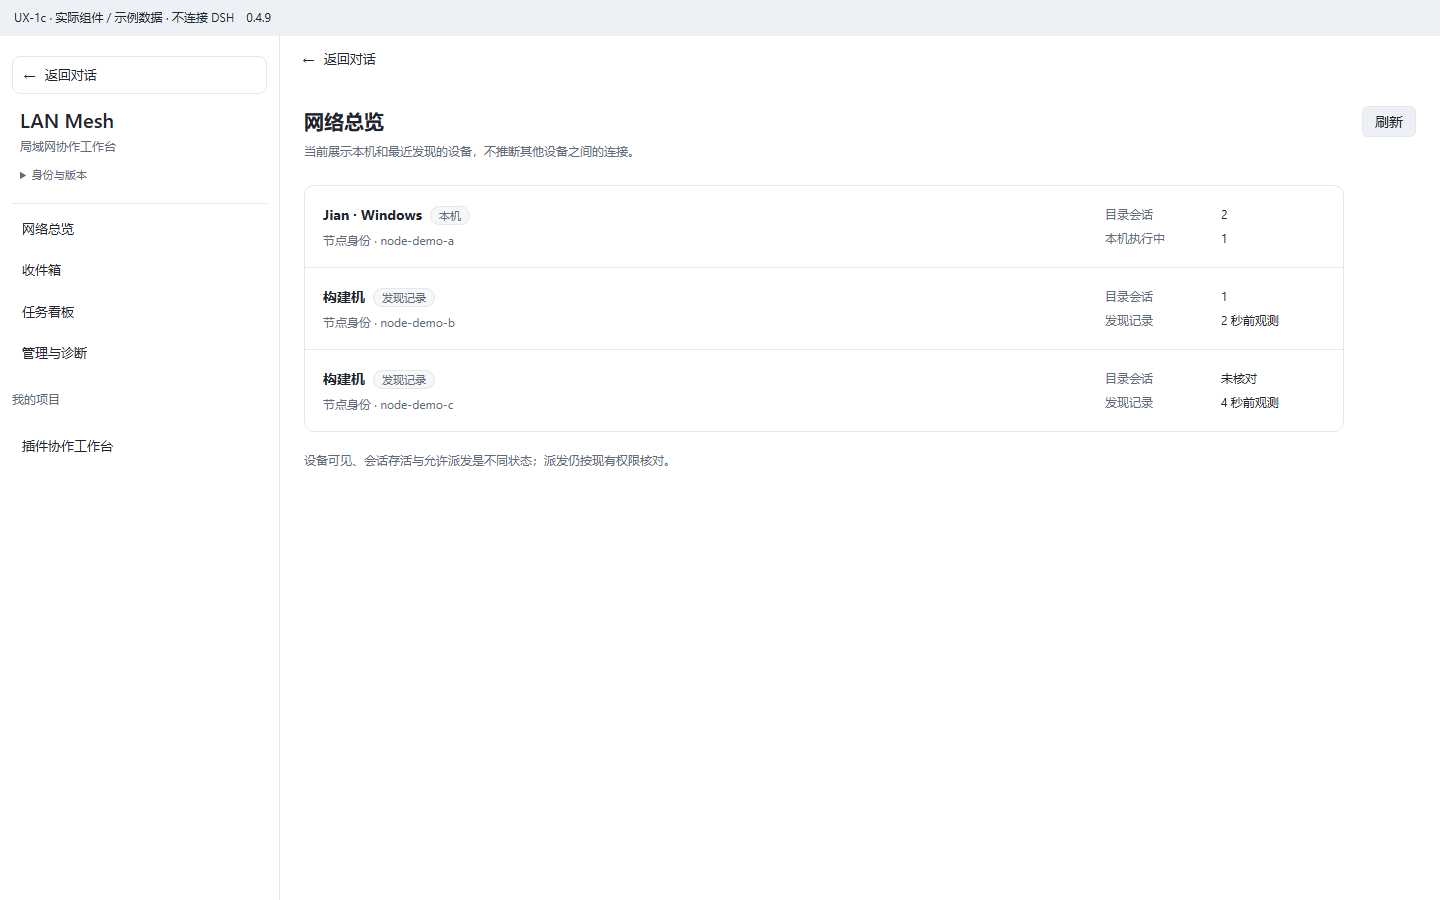 UX-1c · 实际组件 / 示例数据 · 不连接 DSH 0.4.9
← 返回对话
LAN Mesh
局域网协作工作台
▶ 身份与版本
网络总览
收件箱
任务看板
管理与诊断
我的项目
插件协作工作台
← 返回对话
网络总览
刷新
当前展示本机和最近发现的设备，不推断其他设备之间的连接。
Jian · Windows 本机
节点身份 · node-demo-a
目录会话 2
本机执行中 1
构建机 发现记录
节点身份 · node-demo-b
目录会话 1
发现记录 2 秒前观测
构建机 发现记录
节点身份 · node-demo-c
目录会话 未核对
发现记录 4 秒前观测
设备可见、会话存活与允许派发是不同状态；派发仍按现有权限核对。